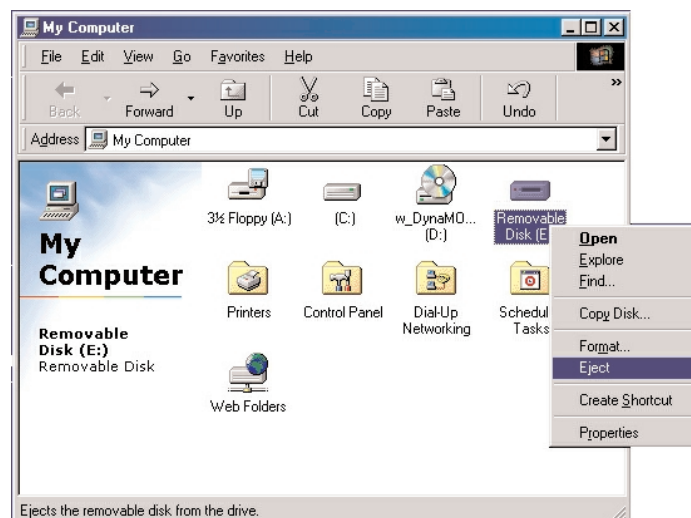 My Computer
File Edit View Go Favorites Help
Back Forward Up Cut Copy Paste Undo »
Address My Computer
My Computer
Removable Disk (E:)
Removable Disk
3½ Floppy (A:) (C:) w_DynaMO... (D:) Removable Disk (E
Printers Control Panel Dial-Up Networking Schedul Tasks
Web Folders
Open
Explore
Find...
Copy Disk...
Format...
Eject
Create Shortcut
Properties
Ejects the removable disk from the drive.